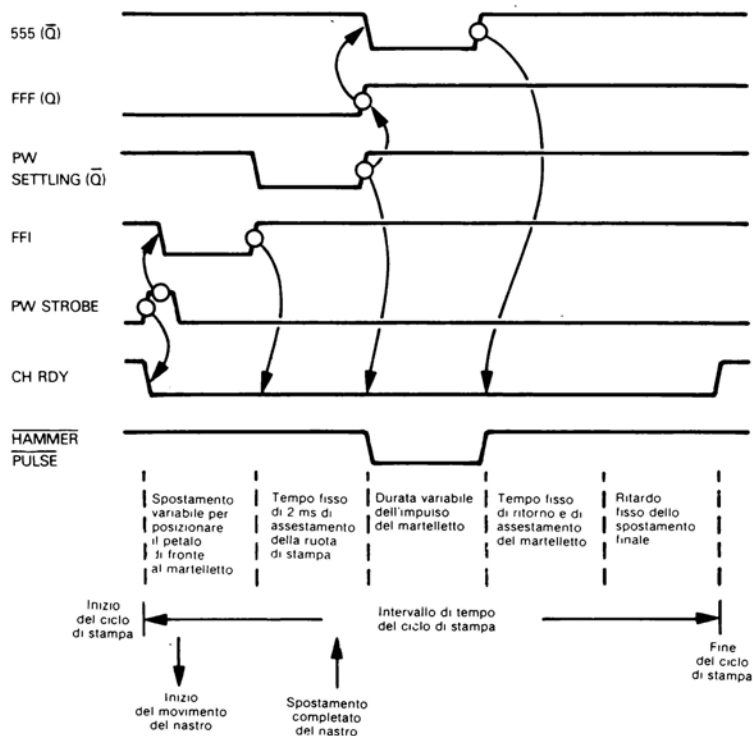 555 (Q̅)
FFF (Q)
PW
SETTLING (Q̅)
FFI
PW STROBE
CH RDY
HAMMER
PULSE
Spostamento
variabile per
posizionare
il petalo
di fronte
al martelletto
Tempo fisso
di 2 ms di
assestamento
della ruota
di stampa
Durata variabile
dell'impulso
del martelletto
Tempo fisso
di ritorno e di
assestamento
del martelletto
Ritardo
fisso dello
spostamento
finale
Inizio
del ciclo
di stampa
Intervallo di tempo
del ciclo di stampa
Fine
del ciclo
di stampa
Inizio
del movimento
del nastro
Spostamento
completato
del nastro